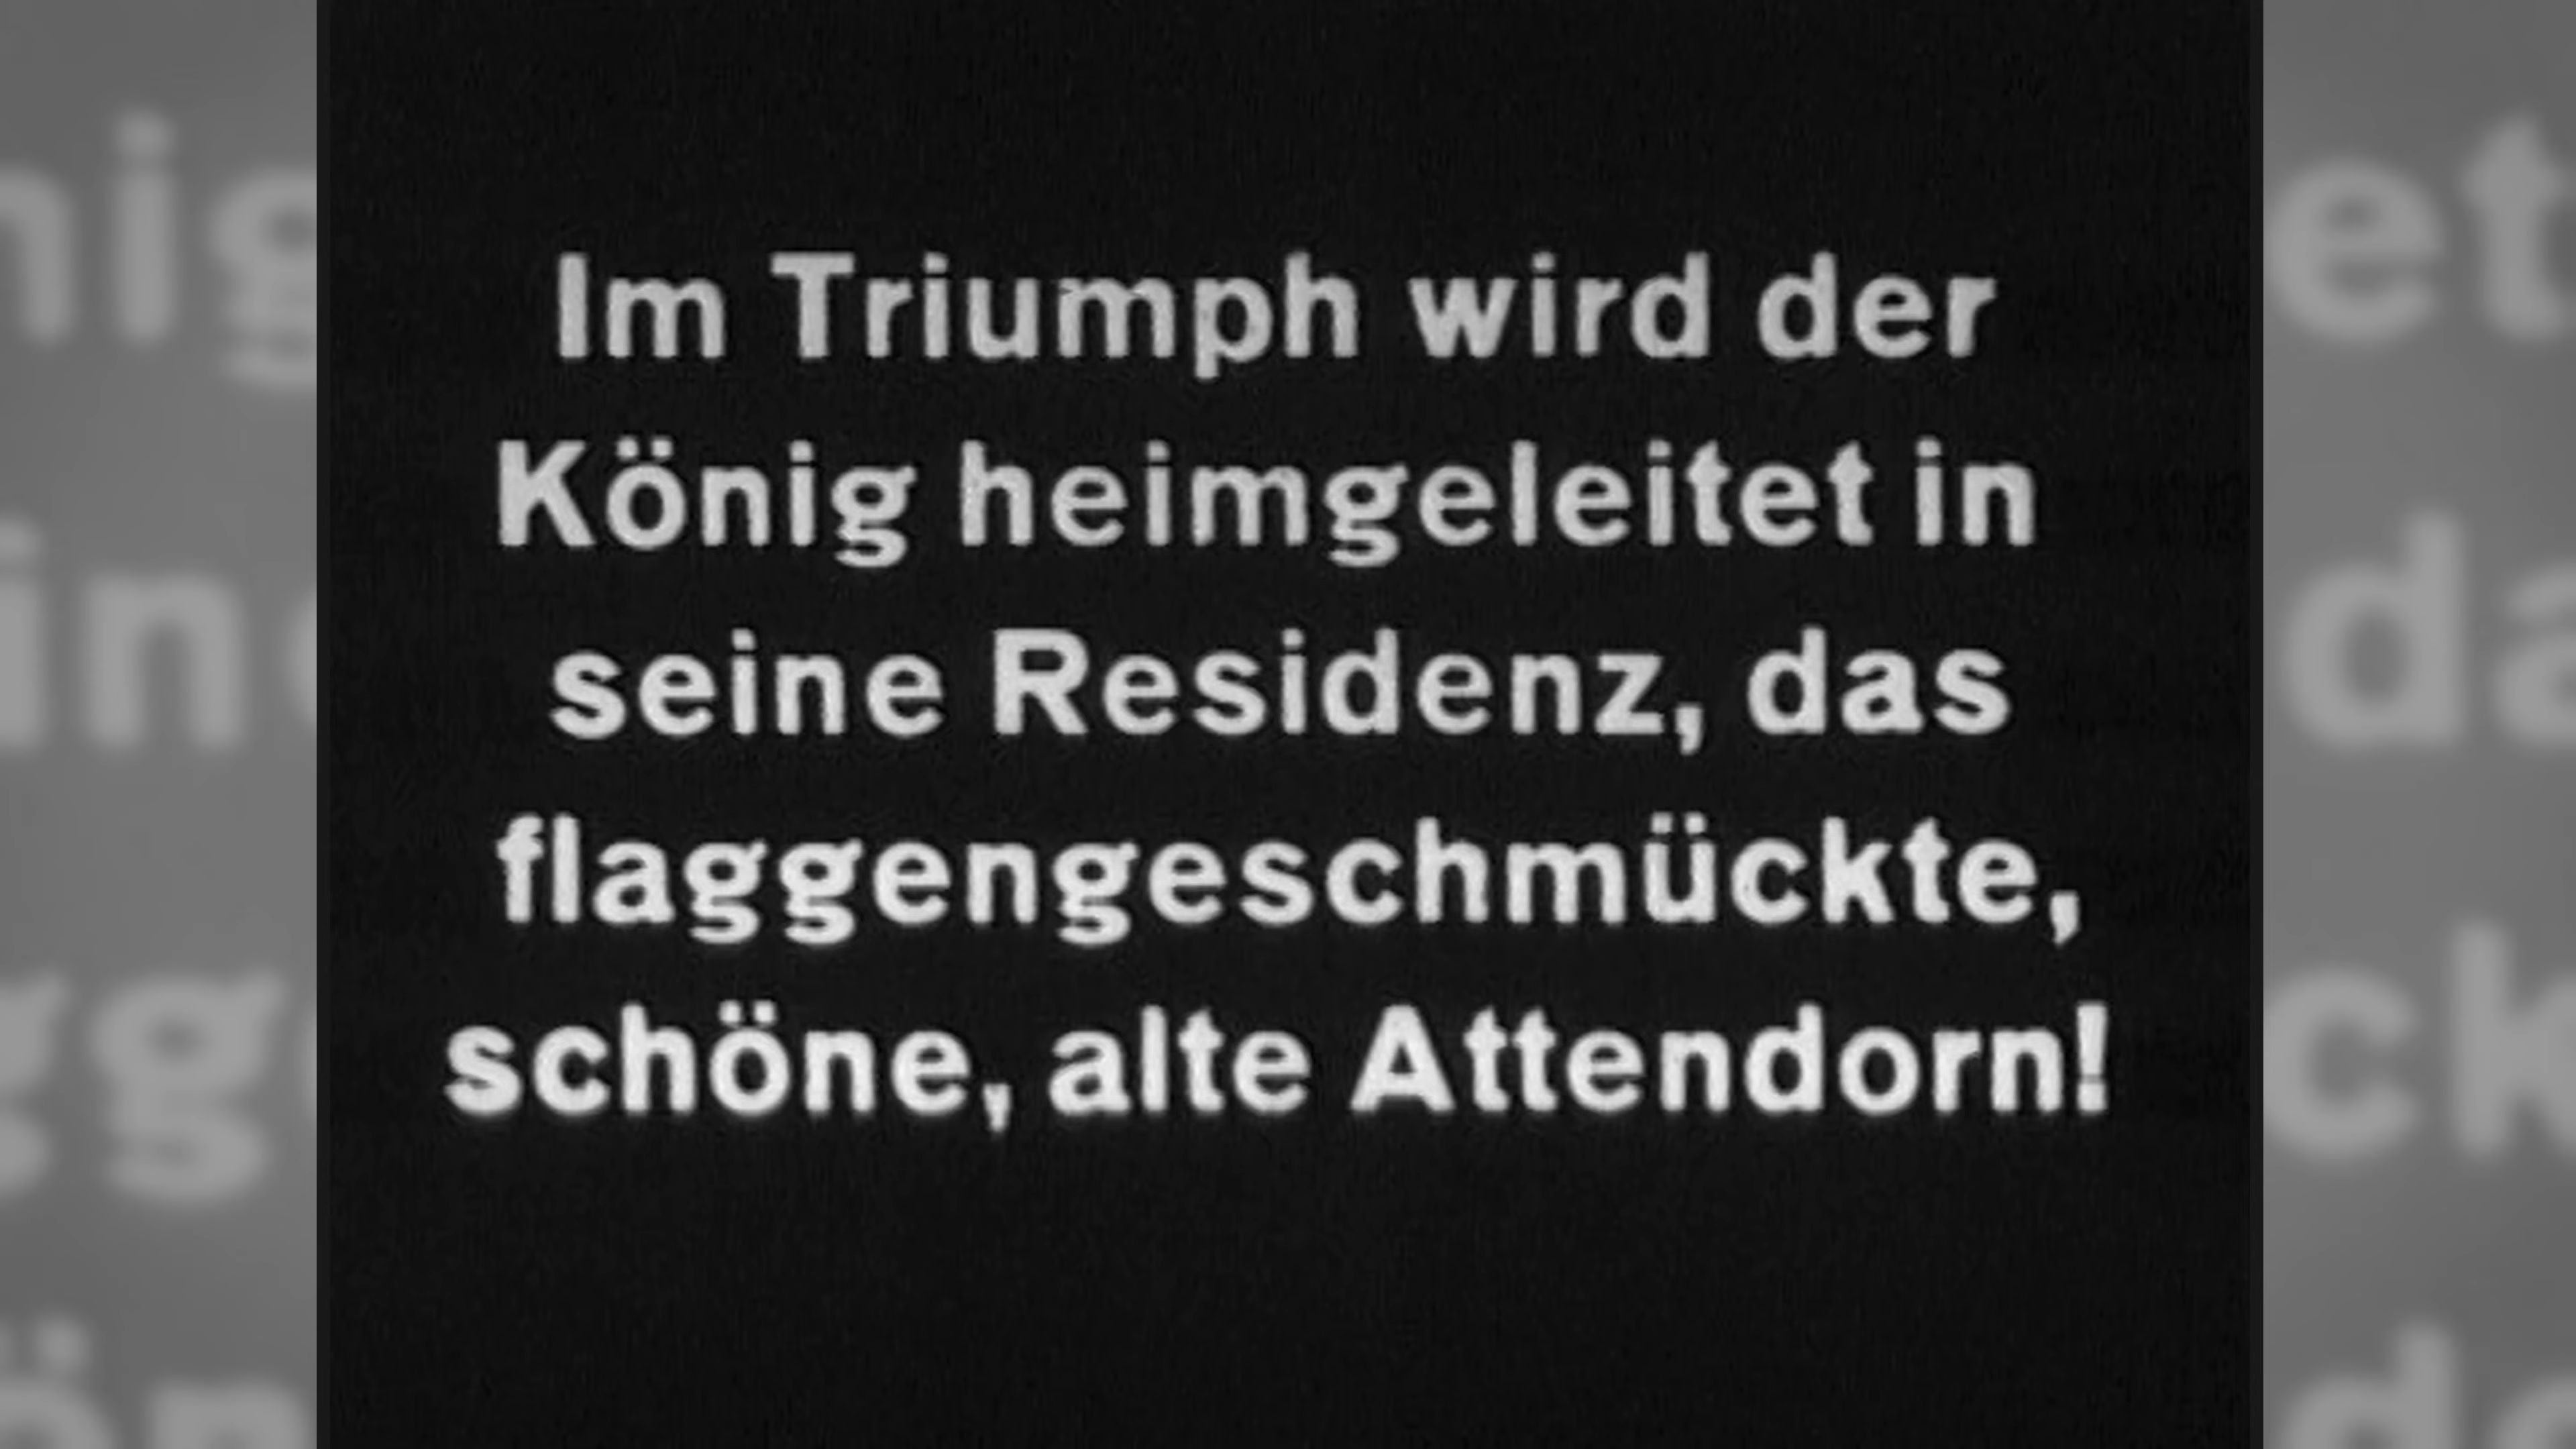 Im Triumph wird der
König heimgeleitet in
seine Residenz, das
flaggengeschmückte,
schöne, alte Attendorn!